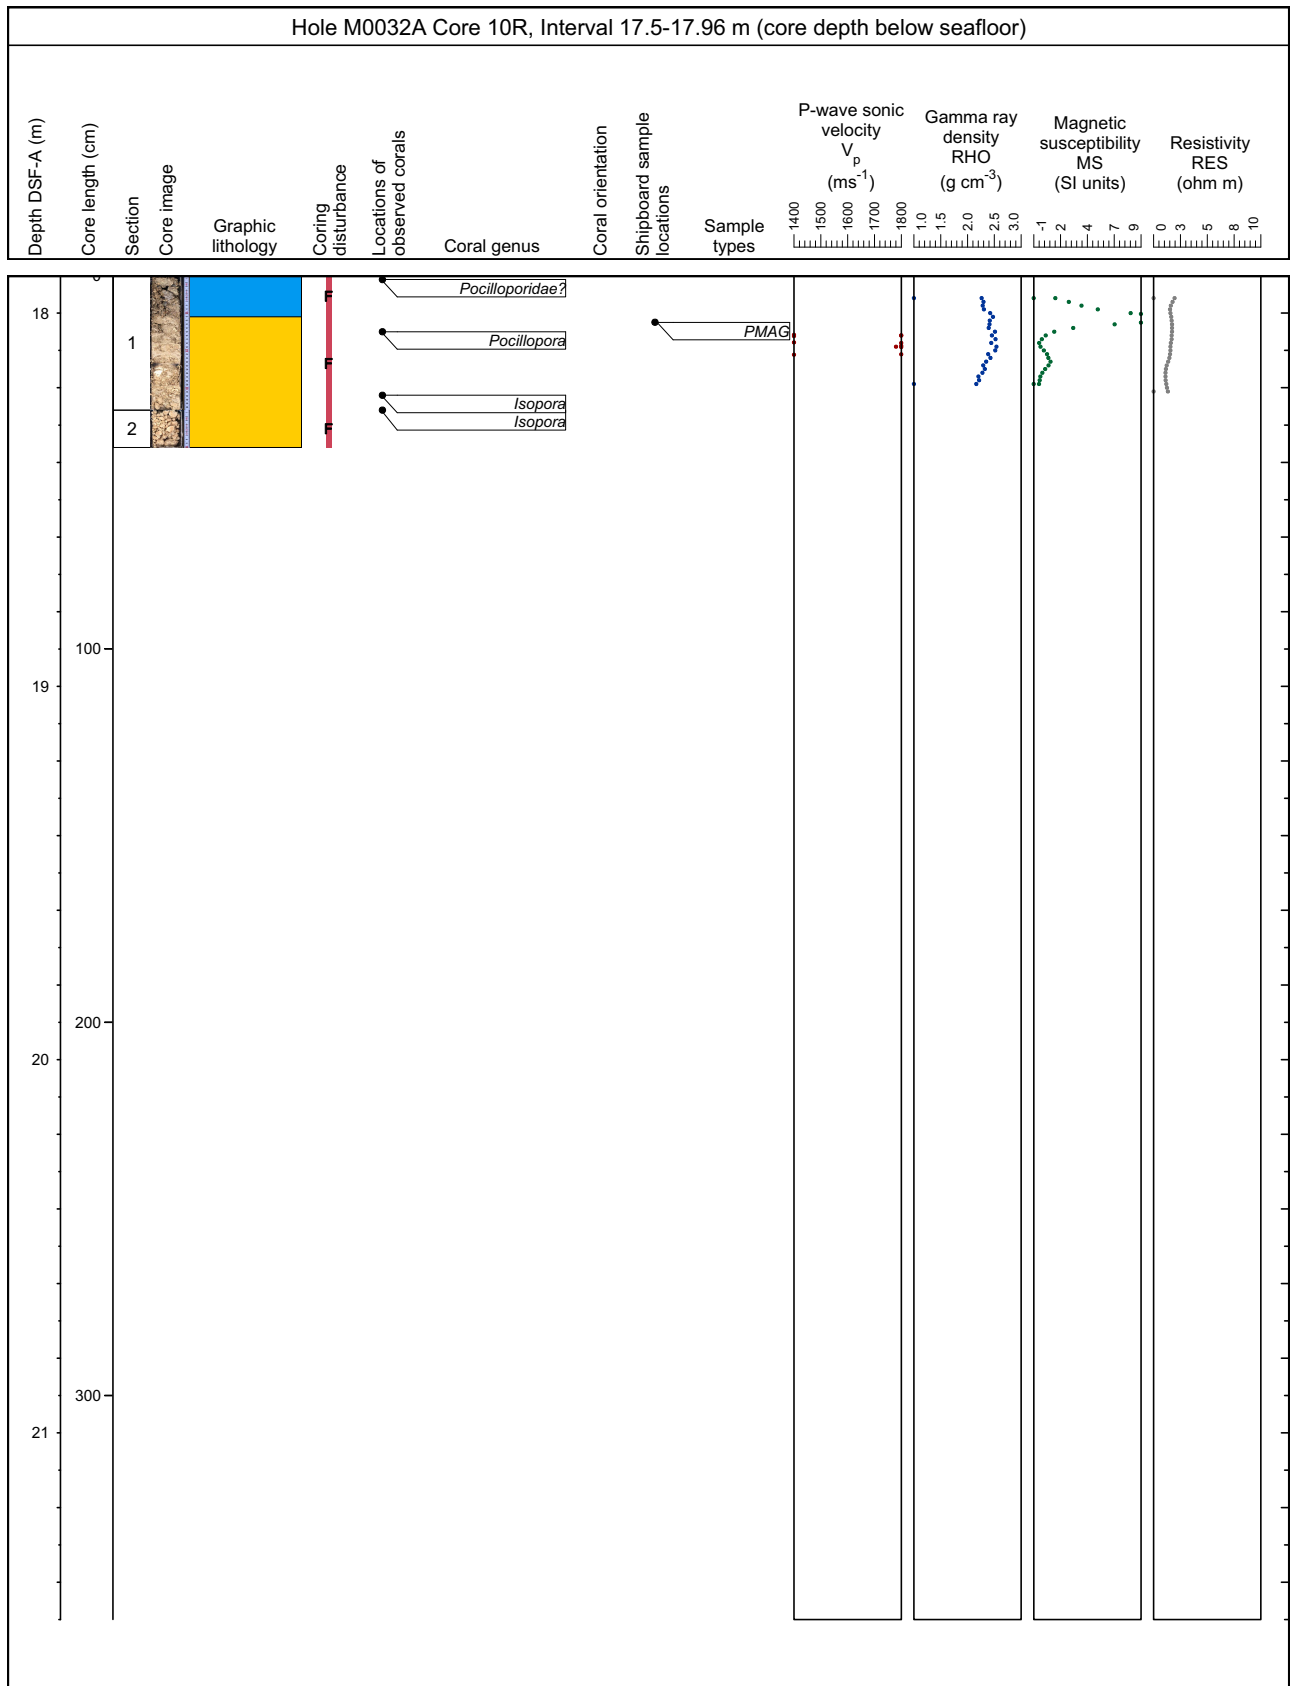 Hole M0032A Core 10R, Interval 17.5-17.96 m (core depth below seafloor)
Depth DSF-A (m)
Core length (cm)
Section
Core image
Graphic
lithology
Coring
disturbance
Locations of
observed corals
Coral genus
Coral orientation
Shipboard sample
locations
Sample
types
P-wave sonic
velocity
Vp
(ms-1)
1400 1500 1600 1700 1800
Gamma ray
density
RHO
(g cm-3)
1.0 1.5 2.0 2.5 3.0
Magnetic
susceptibility
MS
(SI units)
-1 2 4 7 9
Resistivity
RES
(ohm m)
0 3 5 8 10
F
Pocilloporidae?
18
PMAG
1
Pocillopora
F
Isopora
Isopora
2
F
100
19
200
20
300
21